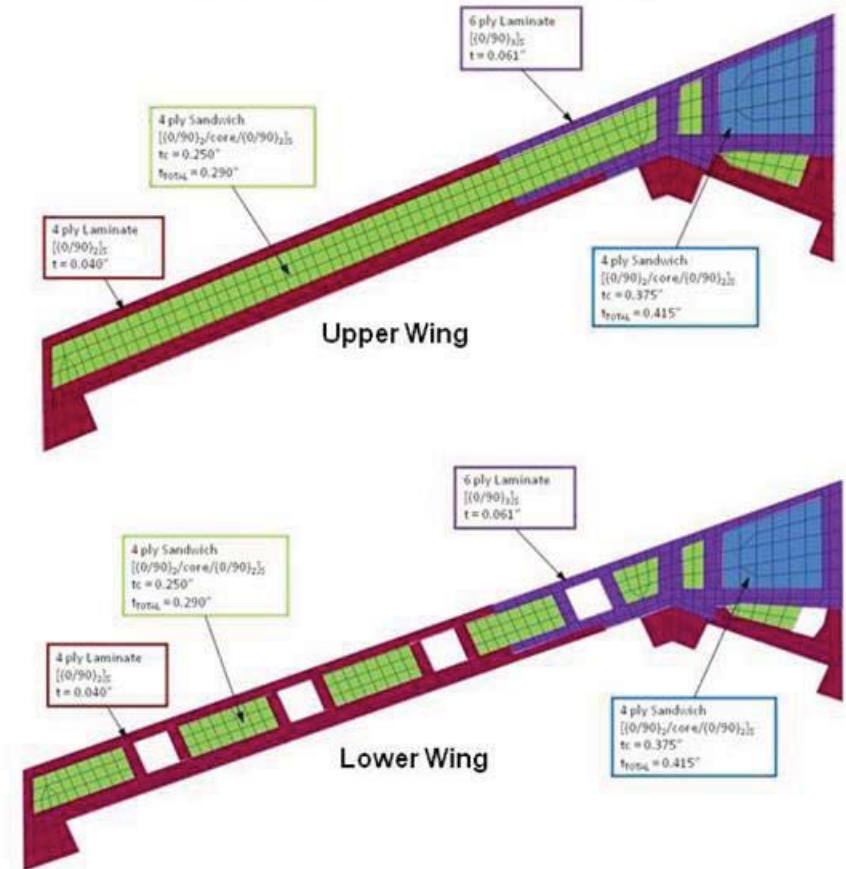 6 ply Laminate
[(0/90)₃]ₛ
t = 0.061"
4 ply Sandwich
[(0/90)₂/core/(0/90)₂]ₛ
tc = 0.250"
tTOTAL = 0.290"
4 ply Laminate
[(0/90)₂]ₛ
t = 0.040"
4 ply Sandwich
[(0/90)₂/core/(0/90)₂]ₛ
tc = 0.375"
tTOTAL = 0.415"
Upper Wing
6 ply Laminate
[(0/90)₃]ₛ
t = 0.061"
4 ply Sandwich
[(0/90)₂/core/(0/90)₂]ₛ
tc = 0.250"
tTOTAL = 0.290"
4 ply Laminate
[(0/90)₂]ₛ
t = 0.040"
4 ply Sandwich
[(0/90)₂/core/(0/90)₂]ₛ
tc = 0.375"
tTOTAL = 0.415"
Lower Wing